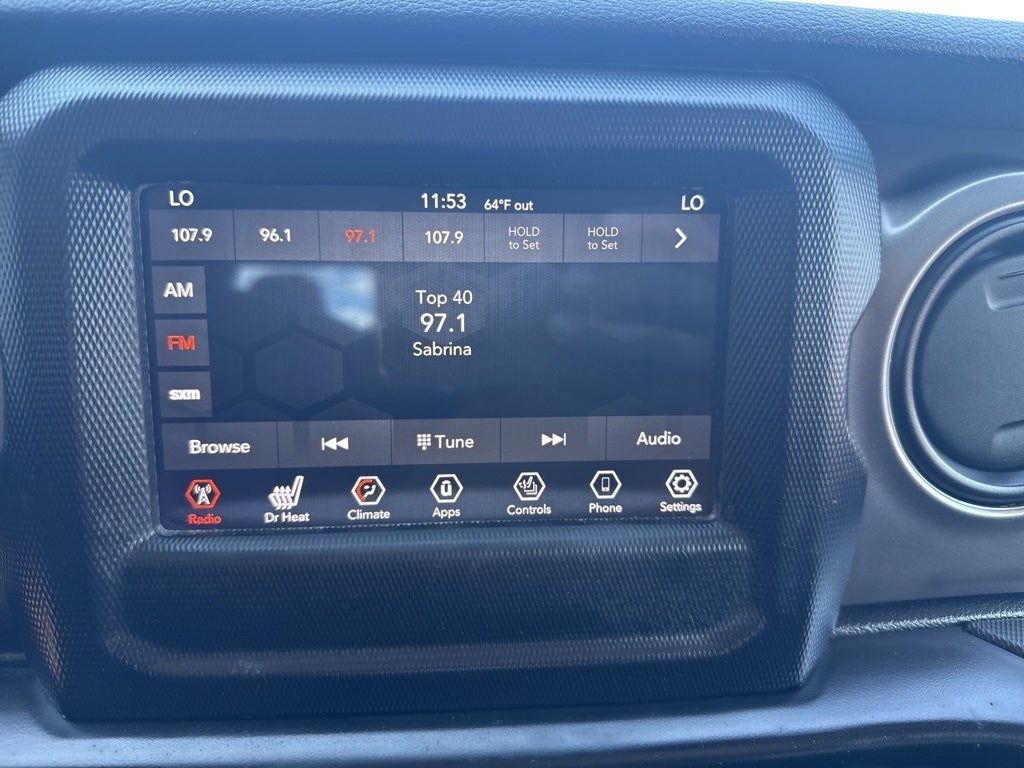 LO 11:53 64°F out LO
107.9 96.1 97.1 107.9 HOLD to Set HOLD to Set
AM
FM
sxm
Top 40
97.1
Sabrina
Browse Tune Audio
Radio Dr Heat Climate Apps Controls Phone Settings